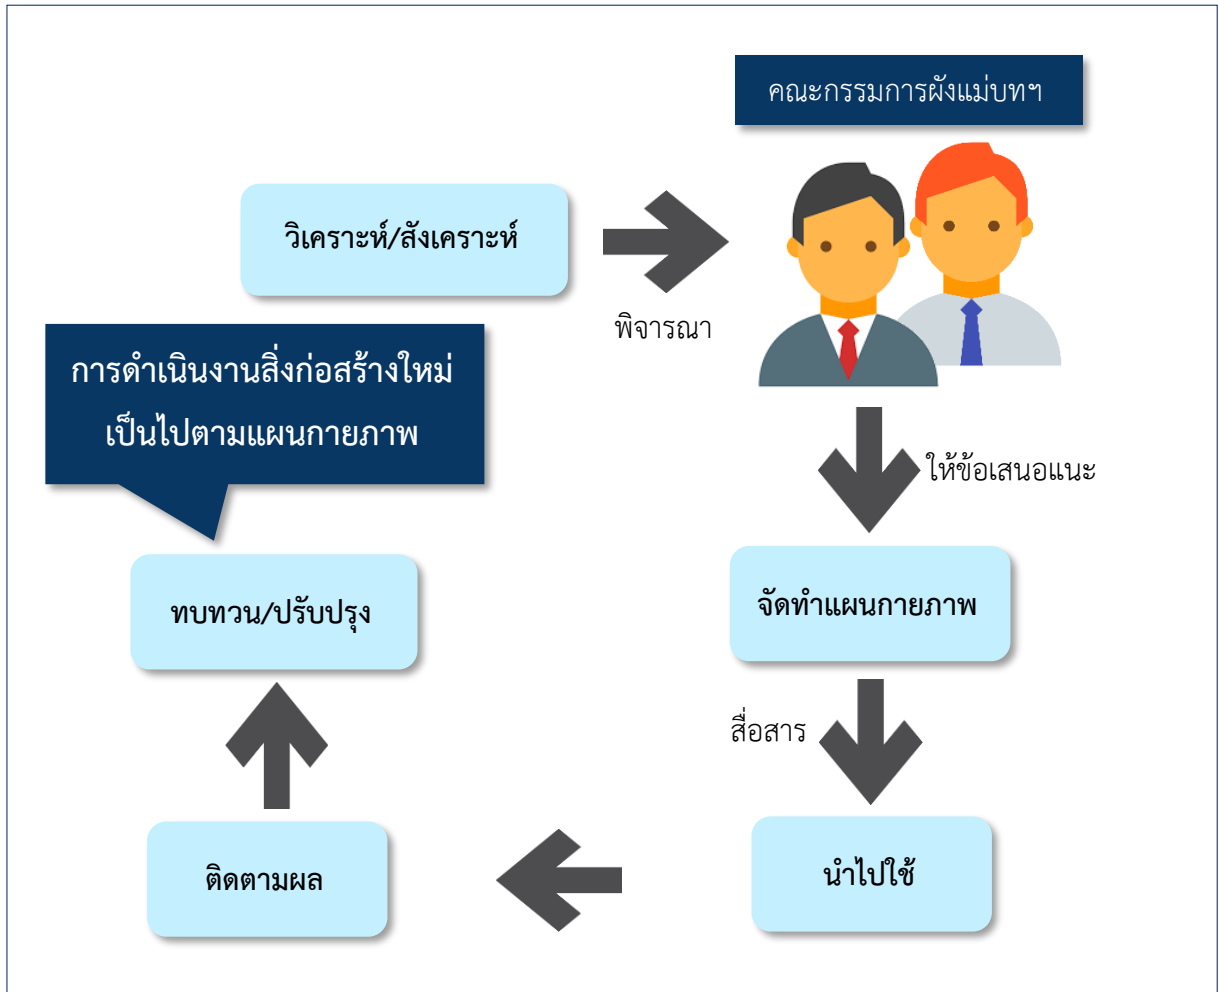 คณะกรรมการผังแม่บทฯ
วิเคราะห์/สังเคราะห์
พิจารณา
การดำเนินงานสิ่งก่อสร้างใหม่
เป็นไปตามแผนกายภาพ
ให้ข้อเสนอแนะ
ทบทวน/ปรับปรุง
จัดทำแผนกายภาพ
สื่อสาร
ติดตามผล
นำไปใช้